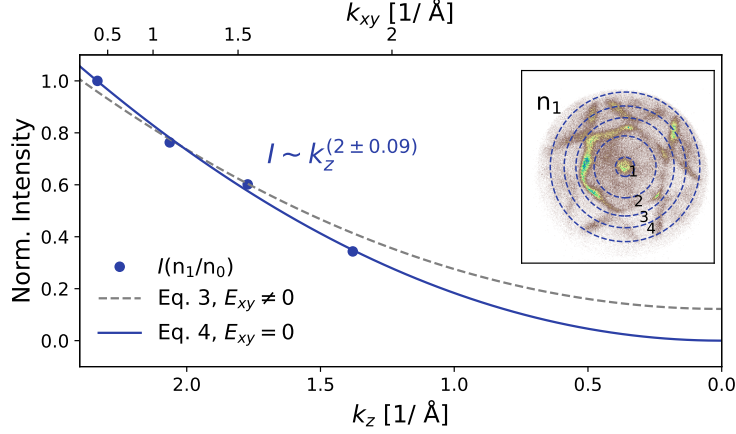 k_xy [1/ Å]
0.5 1 1.5 2
Norm. Intensity
1.0
0.8
0.6
0.4
0.2
0.0
I ~ k_z^(2 ± 0.09)
n₁
1
2
3
4
I(n₁/n₀)
Eq. 3, E_xy ≠ 0
Eq. 4, E_xy = 0
2.0 1.5 1.0 0.5 0.0
k_z [1/ Å]